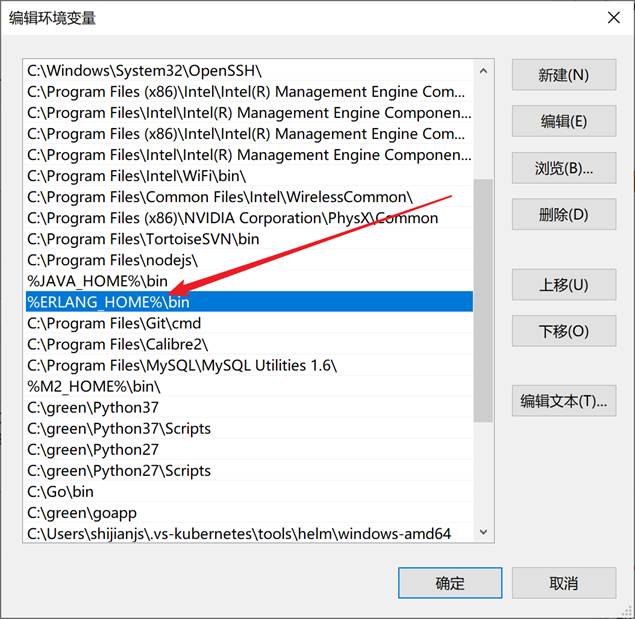 编辑环境变量
C:\Windows\System32\OpenSSH\
C:\Program Files (x86)\Intel\Intel(R) Management Engine Com...
C:\Program Files\Intel\Intel(R) Management Engine Componen...
C:\Program Files (x86)\Intel\Intel(R) Management Engine Com...
C:\Program Files\Intel\Intel(R) Management Engine Componen...
C:\Program Files\Intel\WiFi\bin\
C:\Program Files\Common Files\Intel\WirelessCommon\
C:\Program Files (x86)\NVIDIA Corporation\PhysX\Common
C:\Program Files\TortoiseSVN\bin
C:\Program Files\nodejs\
%JAVA_HOME%\bin
%ERLANG_HOME%\bin
C:\Program Files\Git\cmd
C:\Program Files\Calibre2\
C:\Program Files\MySQL\MySQL Utilities 1.6\
%M2_HOME%\bin\
C:\green\Python37
C:\green\Python37\Scripts
C:\green\Python27
C:\green\Python27\Scripts
C:\Go\bin
C:\green\goapp
C:\Users\shijianjs\.vs-kubernetes\tools\helm\windows-amd64
新建(N)
编辑(E)
浏览(B)...
删除(D)
上移(U)
下移(O)
编辑文本(T)...
确定
取消